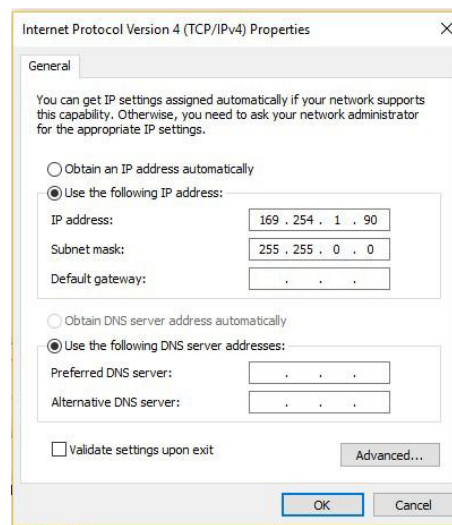 Internet Protocol Version 4 (TCP/IPv4) Properties
General
You can get IP settings assigned automatically if your network supports
this capability. Otherwise, you need to ask your network administrator
for the appropriate IP settings.
Obtain an IP address automatically
Use the following IP address:
IP address: 169 . 254 . 1 . 90
Subnet mask: 255 . 255 . 0 . 0
Default gateway: . . .
Obtain DNS server address automatically
Use the following DNS server addresses:
Preferred DNS server: . . .
Alternative DNS server: . . .
Validate settings upon exit
Advanced...
OK Cancel